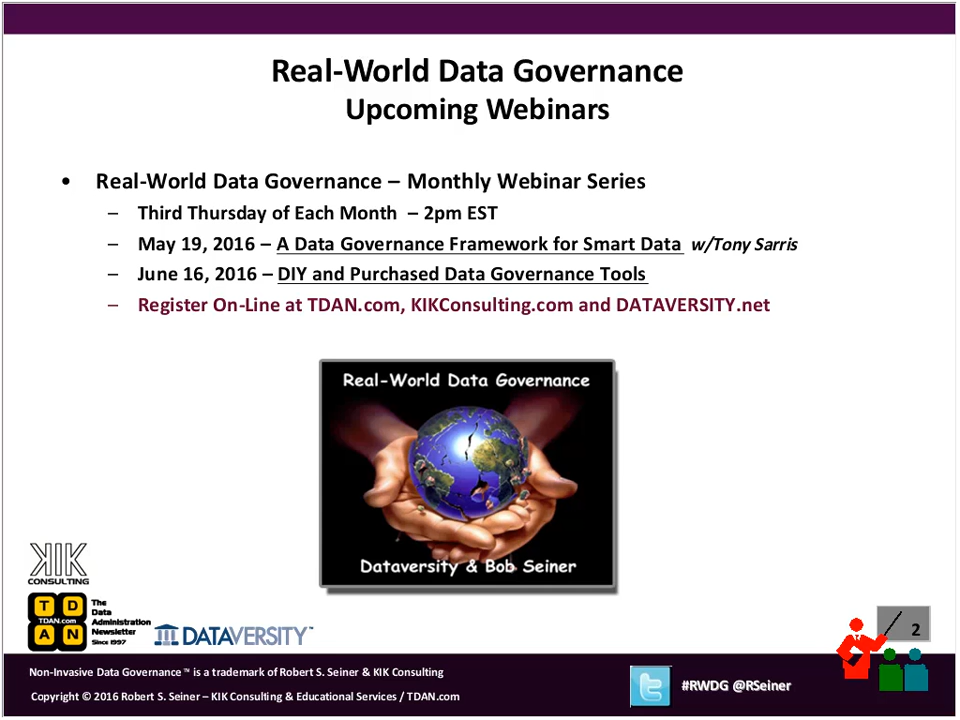 Real-World Data Governance
Upcoming Webinars
• Real-World Data Governance – Monthly Webinar Series
– Third Thursday of Each Month – 2pm EST
– May 19, 2016 – A Data Governance Framework for Smart Data w/Tony Sarris
– June 16, 2016 – DIY and Purchased Data Governance Tools
– Register On-Line at TDAN.com, KIKConsulting.com and DATAVERSITY.net
Real-World Data Governance
Dataversity & Bob Seiner
KIK
CONSULTING
T D
TDAN.com
A N
The
Data
Administration
Newsletter
Since 1997
DATAVERSITY™
2
Non-Invasive Data Governance™ is a trademark of Robert S. Seiner & KIK Consulting
Copyright © 2016 Robert S. Seiner – KIK Consulting & Educational Services / TDAN.com
#RWDG @RSeiner